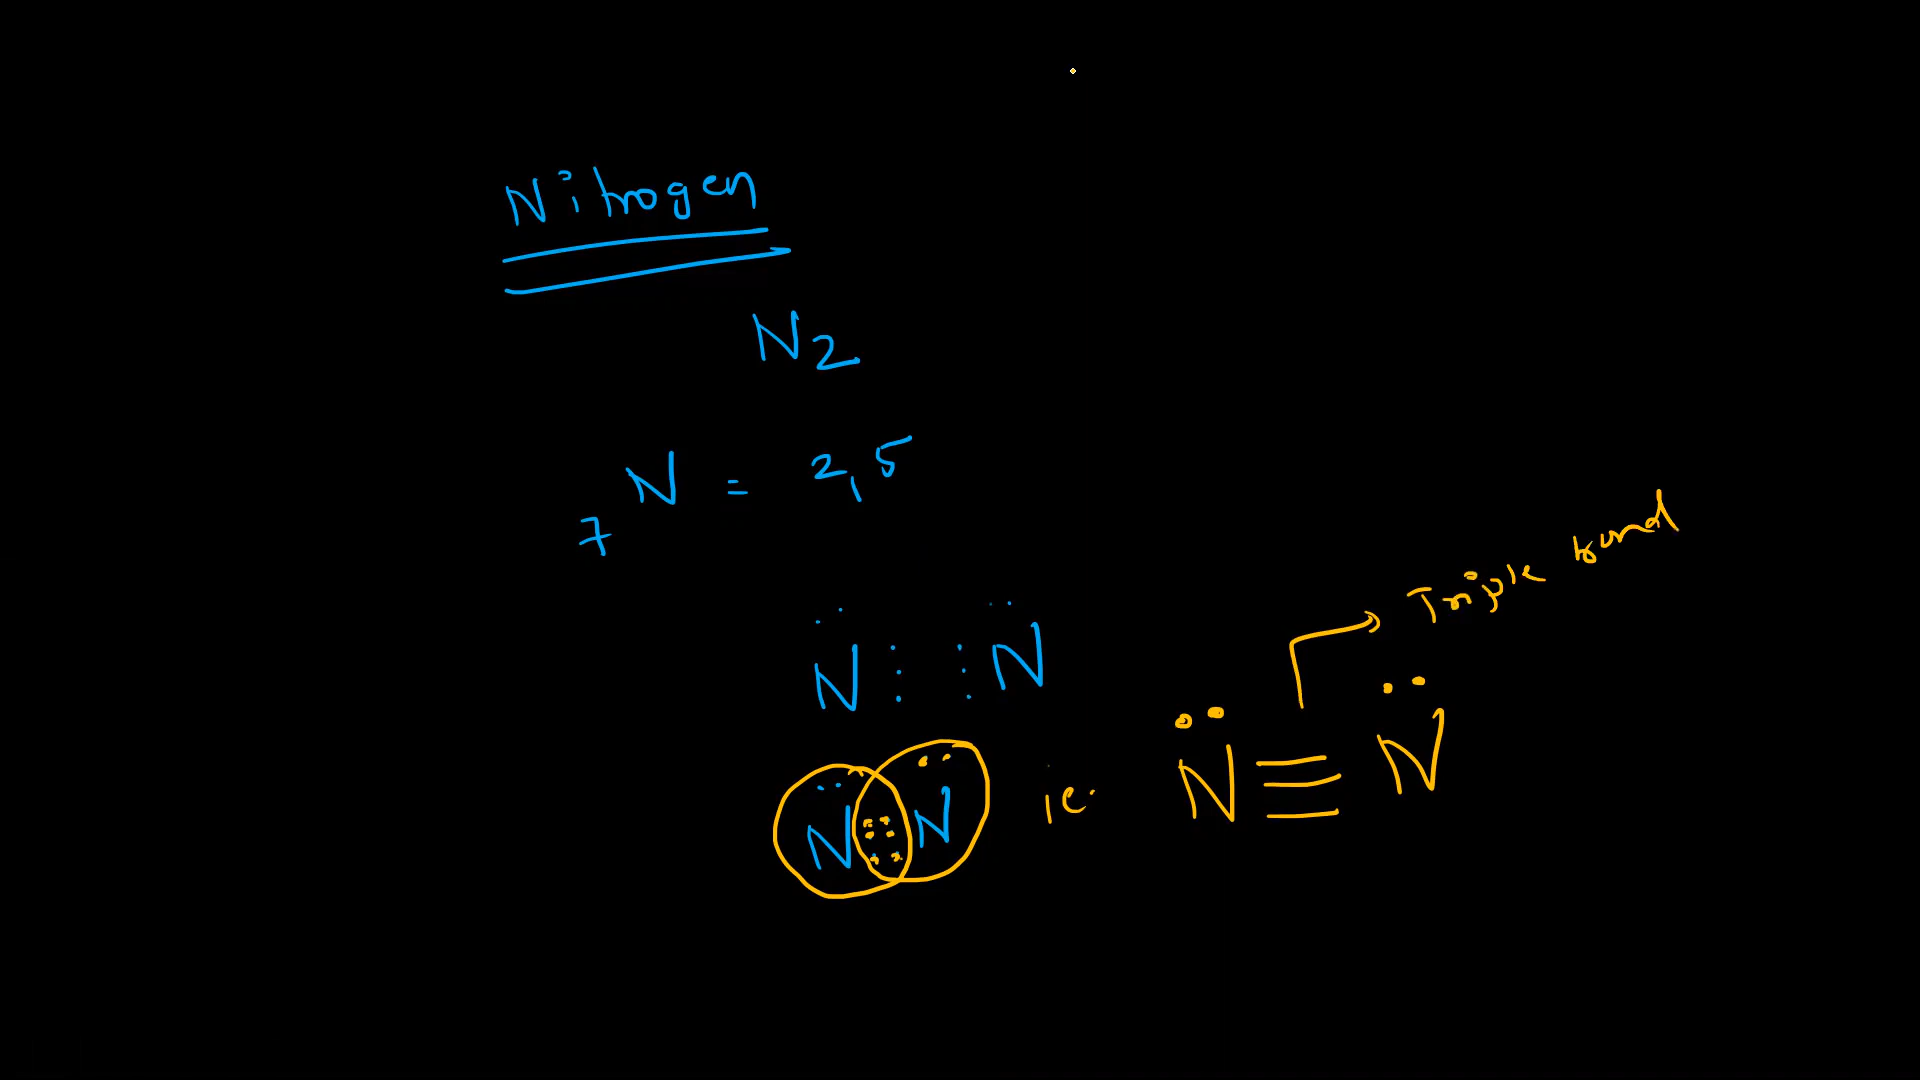 Nitrogen
N2
7N = 2,5
Triple bond
N N
N N ie. N≡N